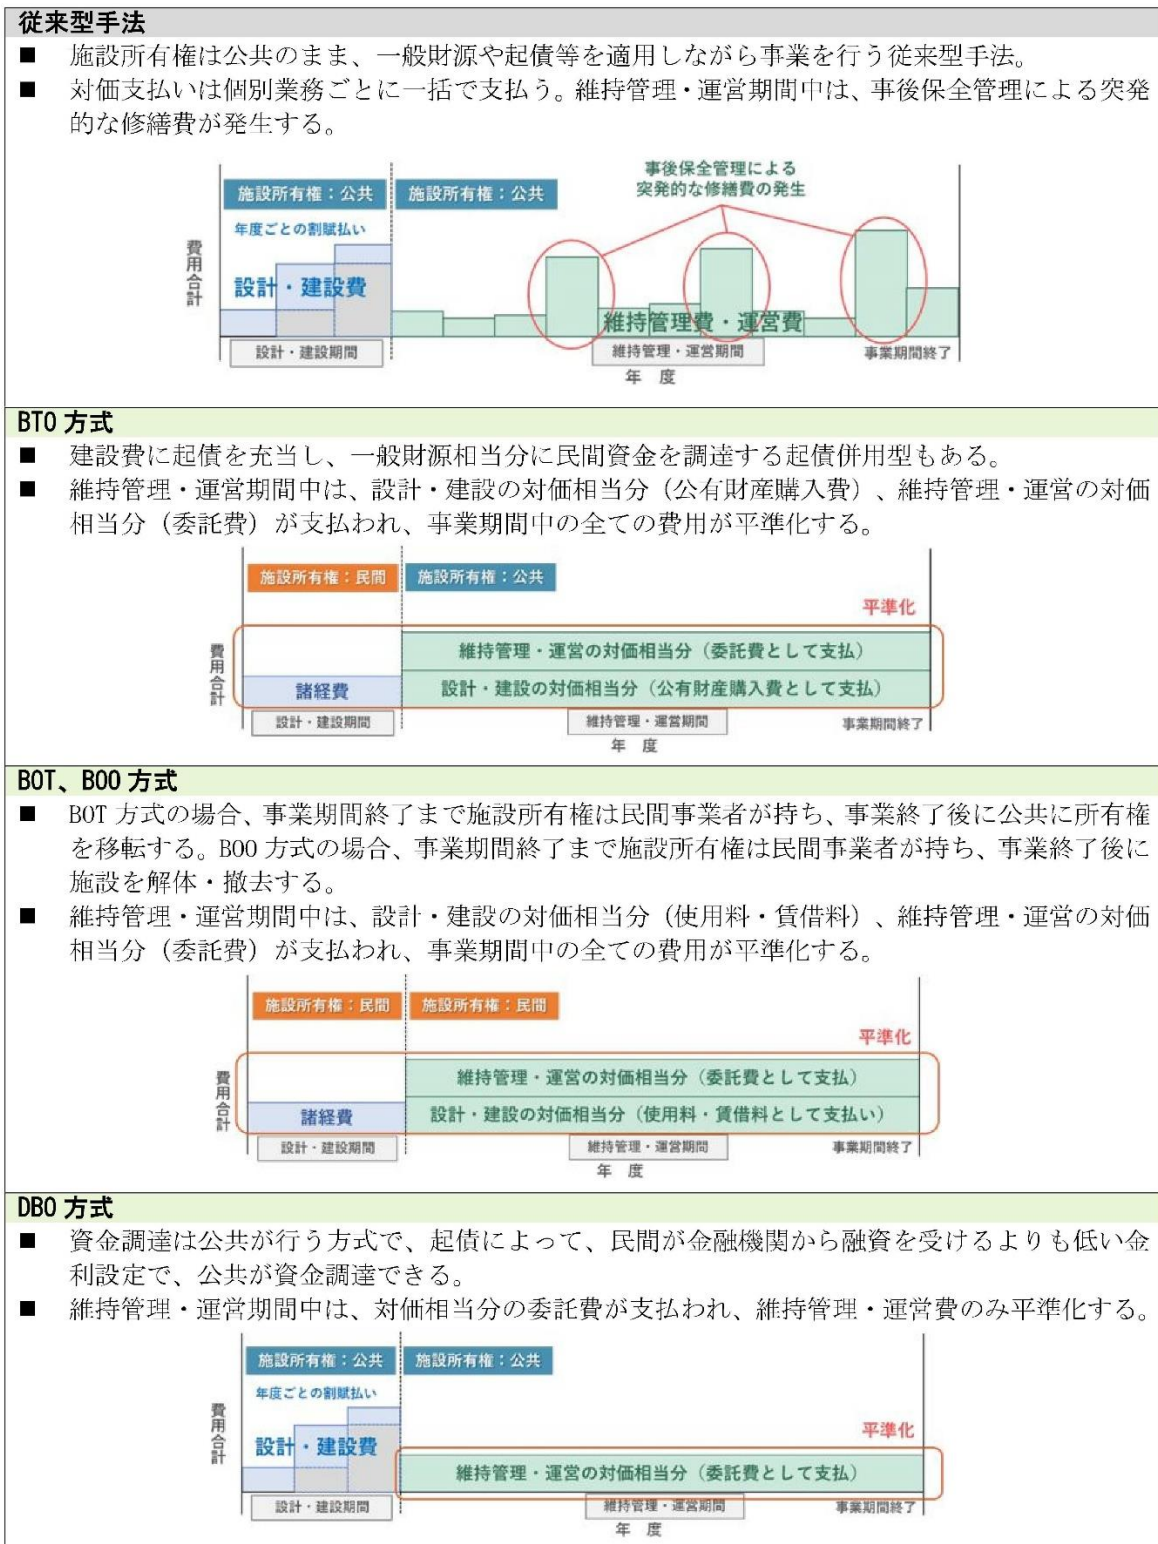 従来型手法
■ 施設所有権は公共のまま、一般財源や起債等を適用しながら事業を行う従来型手法。
■ 対価支払いは個別業務ごとに一括で支払う。維持管理・運営期間中は、事後保全管理による突発
的な修繕費が発生する。
事後保全管理による
突発的な修繕費の発生
施設所有権：公共
施設所有権：公共
年度ごとの割賦払い
費用合計
設計・建設費
維持管理費・運営費
設計・建設期間
維持管理・運営期間
事業期間終了
年 度
BTO 方式
■ 建設費に起債を充当し、一般財源相当分に民間資金を調達する起債併用型もある。
■ 維持管理・運営期間中は、設計・建設の対価相当分（公有財産購入費）、維持管理・運営の対価
相当分（委託費）が支払われ、事業期間中の全ての費用が平準化する。
施設所有権：民間
施設所有権：公共
平準化
費用合計
維持管理・運営の対価相当分（委託費として支払）
諸経費
設計・建設の対価相当分（公有財産購入費として支払）
設計・建設期間
維持管理・運営期間
事業期間終了
年 度
BOT、BOO 方式
■ BOT 方式の場合、事業期間終了まで施設所有権は民間事業者が持ち、事業終了後に公共に所有権
を移転する。BOO 方式の場合、事業期間終了まで施設所有権は民間事業者が持ち、事業終了後に
施設を解体・撤去する。
■ 維持管理・運営期間中は、設計・建設の対価相当分（使用料・賃借料）、維持管理・運営の対価
相当分（委託費）が支払われ、事業期間中の全ての費用が平準化する。
施設所有権：民間
施設所有権：民間
平準化
費用合計
維持管理・運営の対価相当分（委託費として支払）
諸経費
設計・建設の対価相当分（使用料・賃借料として支払い）
設計・建設期間
維持管理・運営期間
事業期間終了
年 度
DBO 方式
■ 資金調達は公共が行う方式で、起債によって、民間が金融機関から融資を受けるよりも低い金
利設定で、公共が資金調達できる。
■ 維持管理・運営期間中は、対価相当分の委託費が支払われ、維持管理・運営費のみ平準化する。
施設所有権：公共
施設所有権：公共
年度ごとの割賦払い
費用合計
平準化
設計・建設費
維持管理・運営の対価相当分（委託費として支払）
設計・建設期間
維持管理・運営期間
事業期間終了
年 度